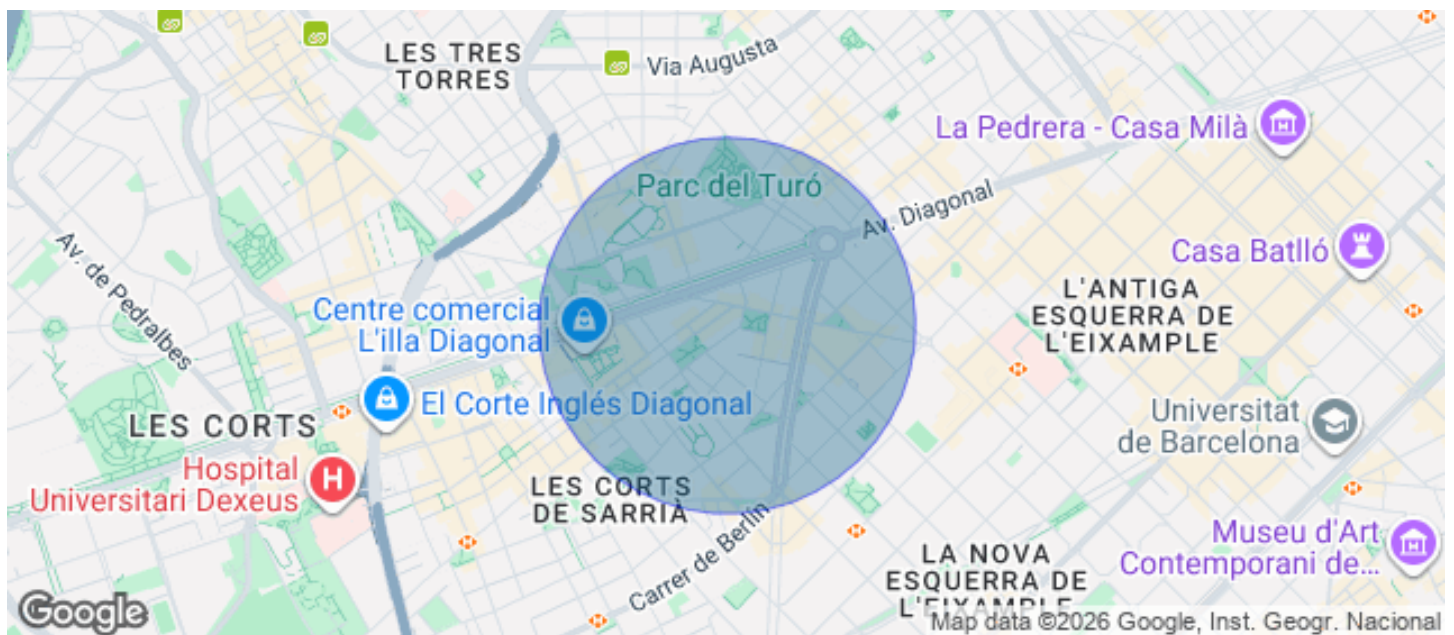 LES TRES
TORRES
Via Augusta
La Pedrera - Casa Milà
Parc del Turó
Av. Diagonal
Av. de Pedralbes
Casa Batlló
L'ANTIGA
ESQUERRA DE
L'EIXAMPLE
Centre comercial
L'illa Diagonal
El Corte Inglés Diagonal
LES CORTS
Universitat
de Barcelona
Hospital
Universitari Dexeus
H
LES CORTS
DE SARRIÀ
Carrer de Berlín
LA NOVA
ESQUERRA DE
L'EIXAMPLE
Museu d'Art
Contemporani de...
Google
Map data ©2026 Google, Inst. Geogr. Nacional